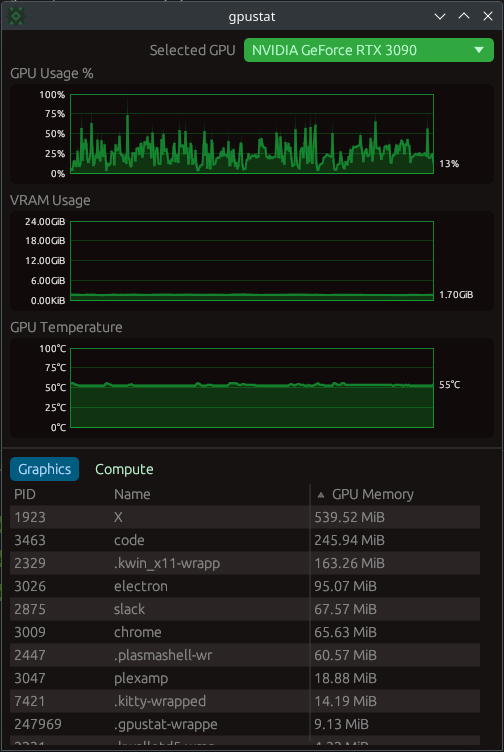 gpustat
Selected GPU NVIDIA GeForce RTX 3090
GPU Usage %
100%
75%
50%
25%
0%
13%
VRAM Usage
24.00GiB
18.00GiB
12.00GiB
6.00GiB
0.00KiB
1.70GiB
GPU Temperature
100°C
75°C
50°C
25°C
0°C
55°C
Graphics Compute
PID Name GPU Memory
1923 X 539.52 MiB
3463 code 245.94 MiB
2329 .kwin_x11-wrapp 163.26 MiB
3026 electron 95.07 MiB
2875 slack 67.57 MiB
3009 chrome 65.63 MiB
2447 .plasmashell-wr 60.57 MiB
3047 plexamp 18.88 MiB
7421 .kitty-wrapped 14.19 MiB
247969 .gpustat-wrappe 9.13 MiB